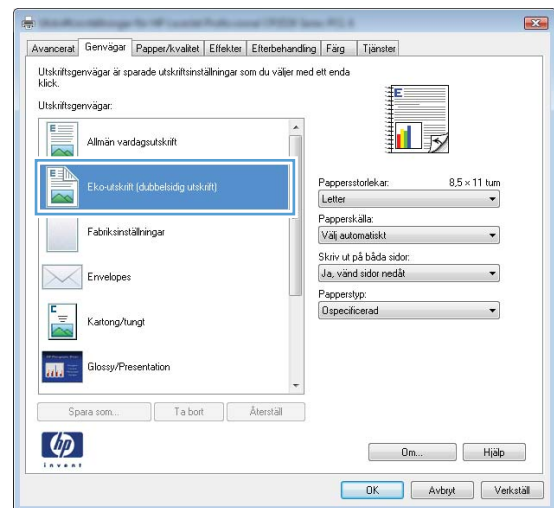 Avancerat Genvägar Papper/kvalitet Effekter Efterbehandling Färg Tjänster
Utskriftsgenvägar är sparade utskriftsinställningar som du väljer med ett enda
klick.
Utskriftsgenvägar:
Allmän vardagsutskrift
Eko-utskrift (dubbelsidig utskrift)
Fabriksinställningar
Envelopes
Kartong/tungt
Glossy/Presentation
Spara som... Ta bort Återställ
Pappersstorlekar: 8,5 × 11 tum
Letter
Papperskälla:
Välj automatiskt
Skriv ut på båda sidor:
Ja, vänd sidor nedåt
Papperstyp:
Ospecificerad
hp
invent
Om... Hjälp
OK Avbryt Verkställ